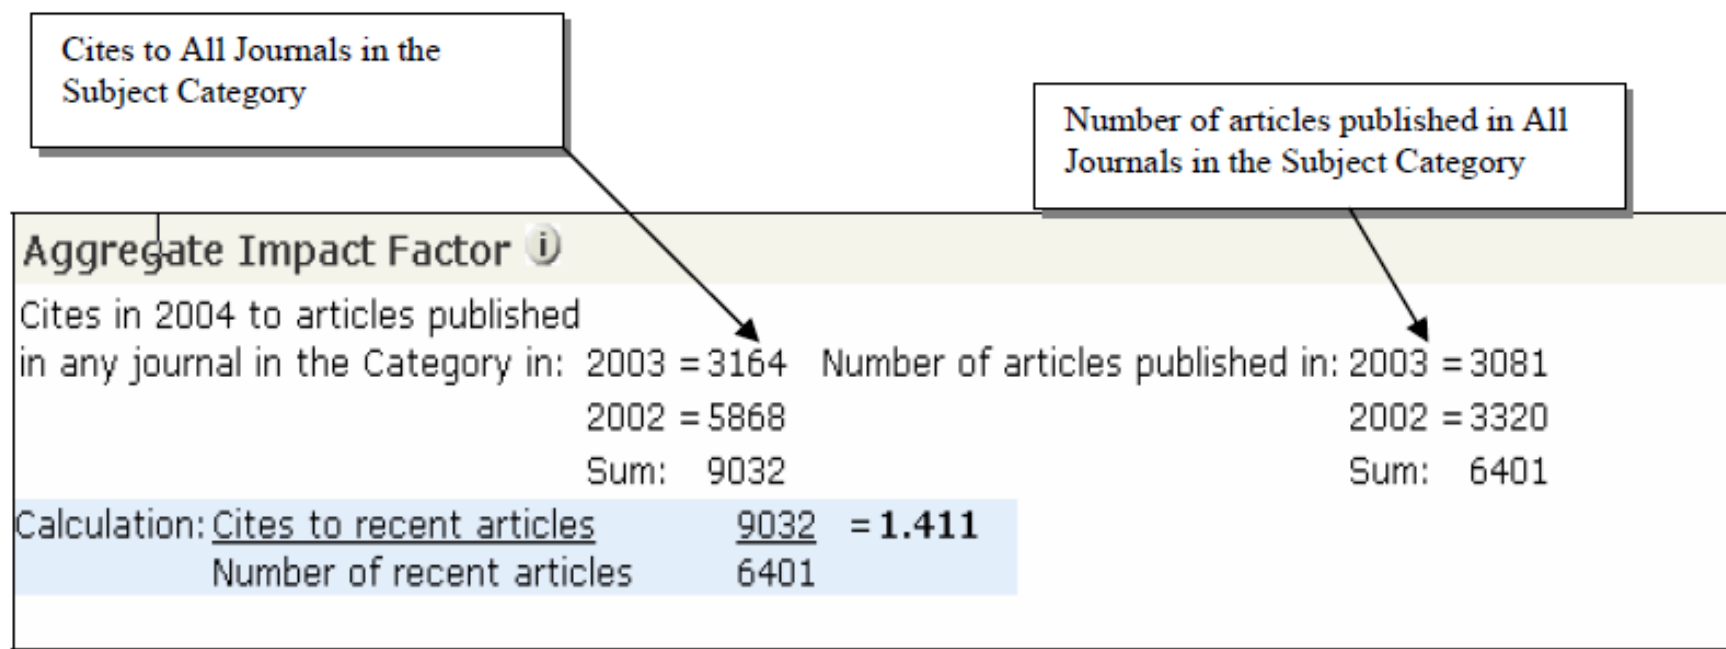 Cites to All Journals in the
Subject Category
Number of articles published in All
Journals in the Subject Category
Aggregate Impact Factor i
Cites in 2004 to articles published
in any journal in the Category in: 2003 = 3164 Number of articles published in: 2003 = 3081
2002 = 5868 2002 = 3320
Sum: 9032 Sum: 6401
Calculation: Cites to recent articles 9032 = 1.411
Number of recent articles 6401